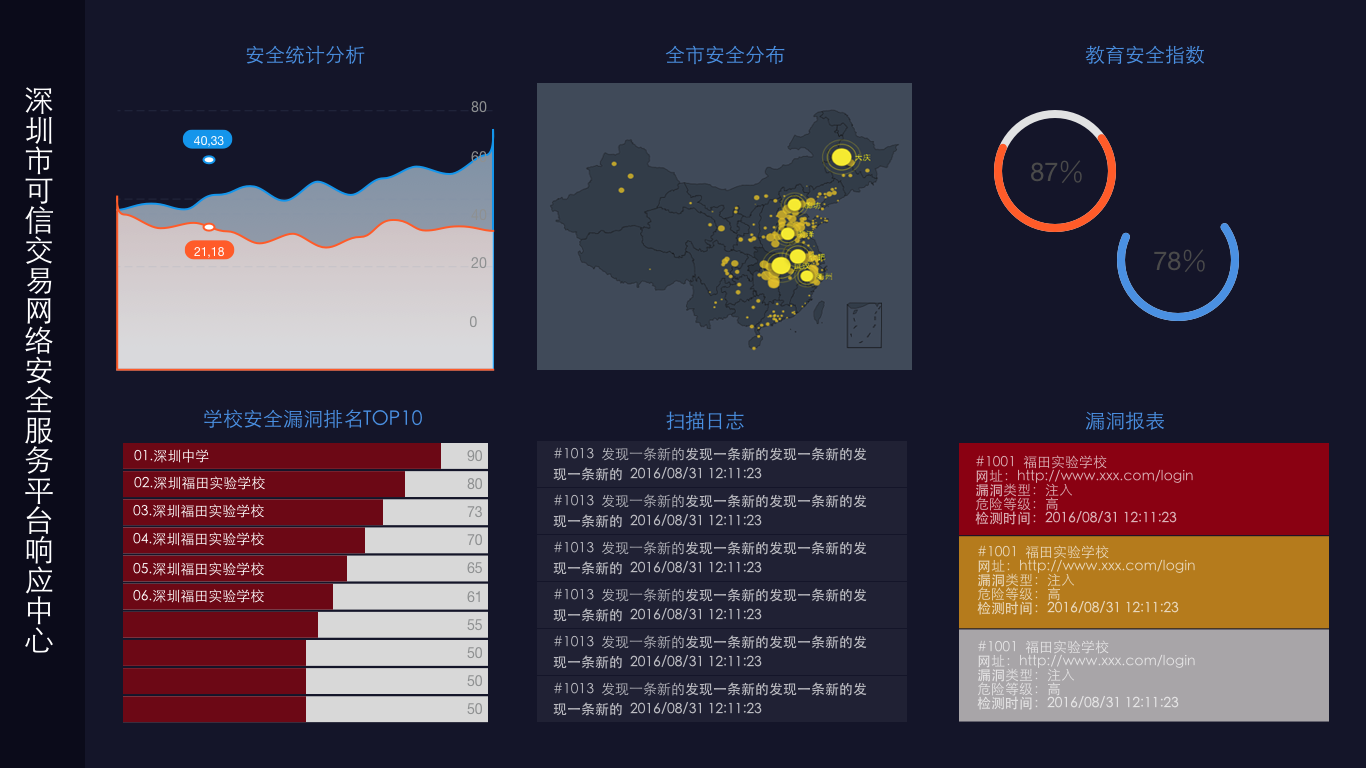 深圳市可信交易网络安全服务平台响应中心
安全统计分析
80
60
40
20
0
40,33
21,18
全市安全分布
大庆
教育安全指数
87%
78%
学校安全漏洞排名TOP10
01.深圳中学 90
02.深圳福田实验学校 80
03.深圳福田实验学校 73
04.深圳福田实验学校 70
05.深圳福田实验学校 65
06.深圳福田实验学校 61
55
50
50
50
扫描日志
#1013 发现一条新的发现一条新的发现一条新的发
现一条新的 2016/08/31 12:11:23
#1013 发现一条新的发现一条新的发现一条新的发
现一条新的 2016/08/31 12:11:23
#1013 发现一条新的发现一条新的发现一条新的发
现一条新的 2016/08/31 12:11:23
#1013 发现一条新的发现一条新的发现一条新的发
现一条新的 2016/08/31 12:11:23
#1013 发现一条新的发现一条新的发现一条新的发
现一条新的 2016/08/31 12:11:23
#1013 发现一条新的发现一条新的发现一条新的发
现一条新的 2016/08/31 12:11:23
漏洞报表
#1001 福田实验学校
网址：http://www.xxx.com/login
漏洞类型：注入
危险等级：高
检测时间：2016/08/31 12:11:23
#1001 福田实验学校
网址：http://www.xxx.com/login
漏洞类型：注入
危险等级：高
检测时间：2016/08/31 12:11:23
#1001 福田实验学校
网址：http://www.xxx.com/login
漏洞类型：注入
危险等级：高
检测时间：2016/08/31 12:11:23